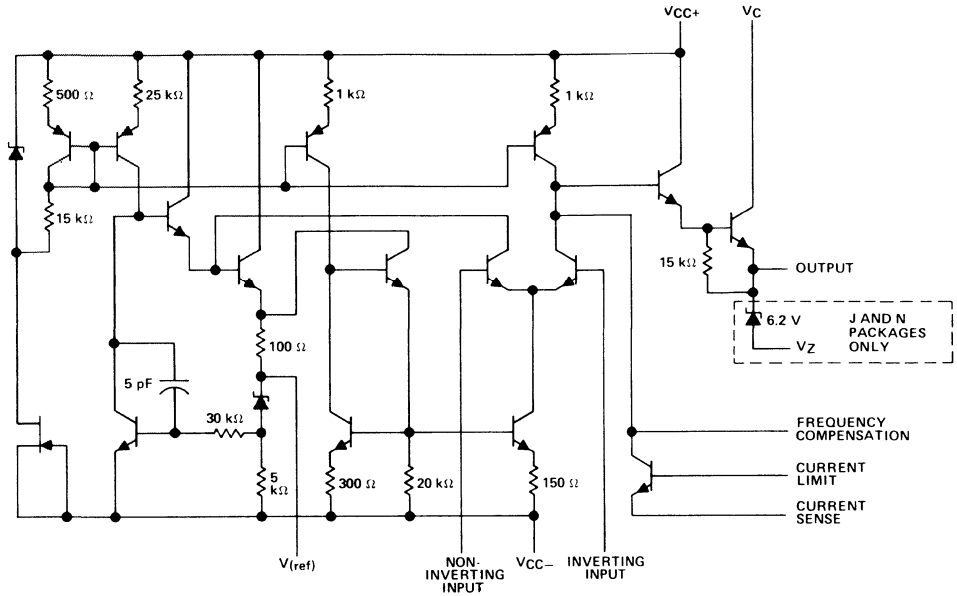 VCC+
VC
500 Ω
25 kΩ
1 kΩ
1 kΩ
15 kΩ
15 kΩ
OUTPUT
6.2 V
J AND N
PACKAGES
ONLY
VZ
100 Ω
5 pF
30 kΩ
FREQUENCY
COMPENSATION
5
kΩ
300 Ω
20 kΩ
150 Ω
CURRENT
LIMIT
CURRENT
SENSE
V(ref)
NON-
INVERTING
INPUT
VCC–
INVERTING
INPUT